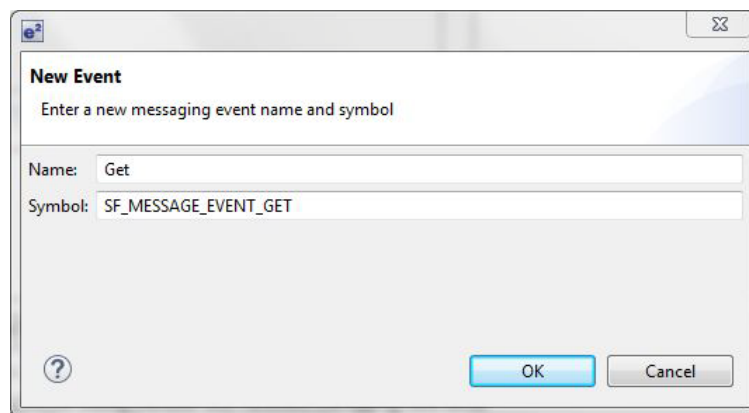 e²
New Event
Enter a new messaging event name and symbol
Name: Get
Symbol: SF_MESSAGE_EVENT_GET
?
OK Cancel